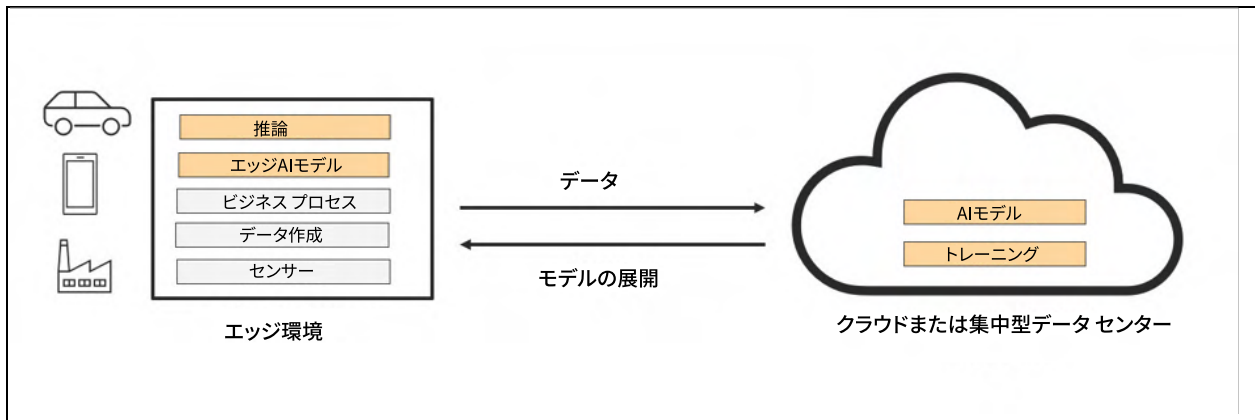 推論
エッジAIモデル
ビジネス プロセス
データ作成
センサー
エッジ環境
データ
モデルの展開
AIモデル
トレーニング
クラウドまたは集中型データ センター